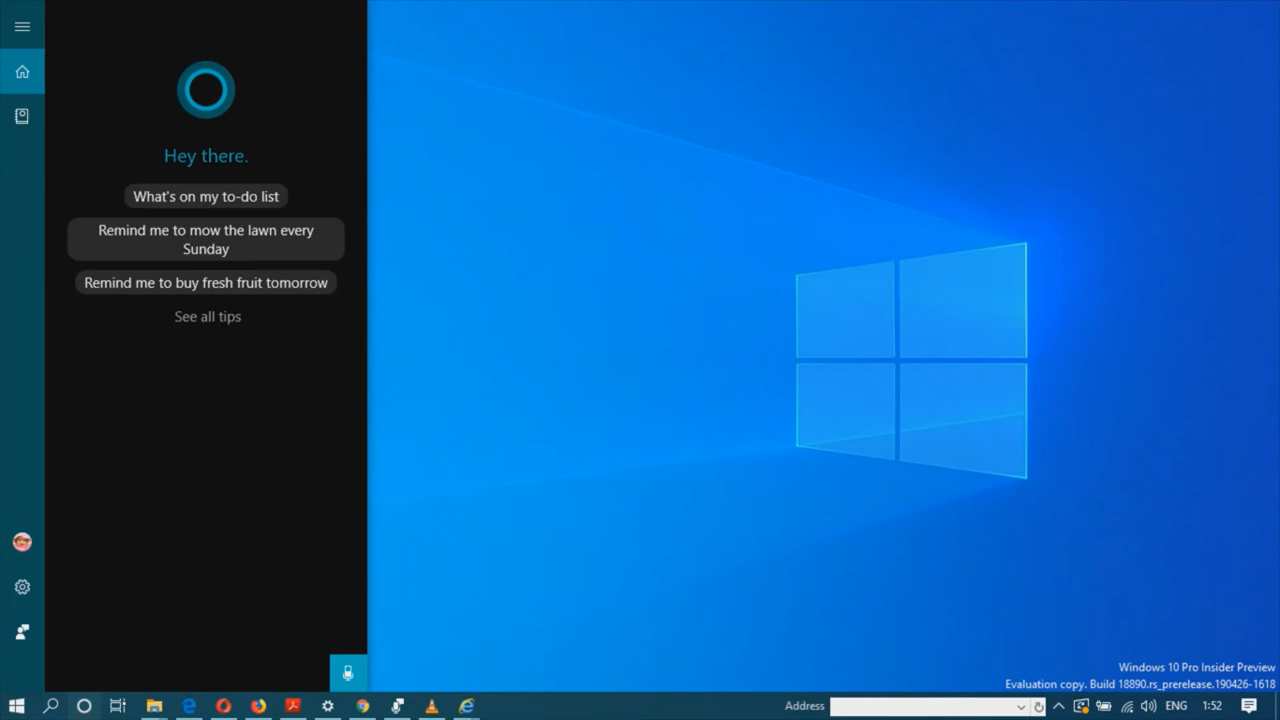 Hey there.
What's on my to-do list
Remind me to mow the lawn every
Sunday
Remind me to buy fresh fruit tomorrow
See all tips
Windows 10 Pro Insider Preview
Evaluation copy. Build 18890.rs_prerelease.190426-1618
Address
ENG
1:52